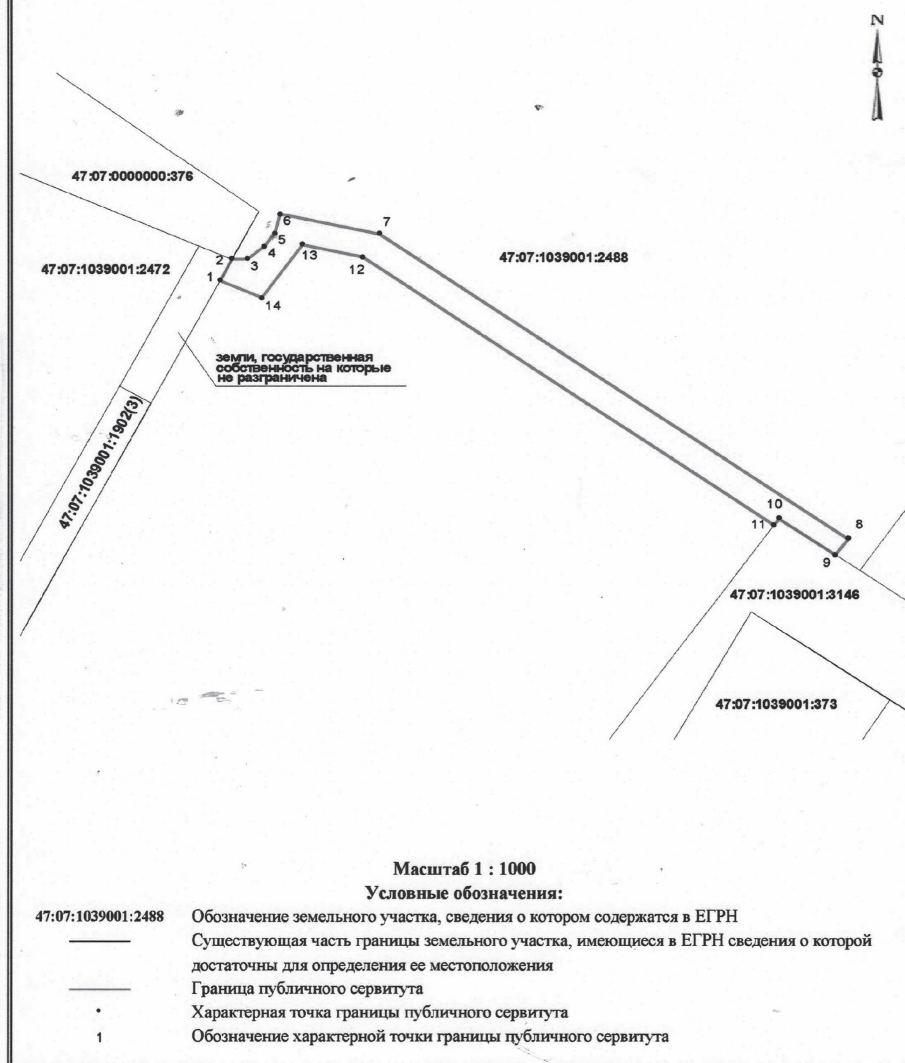 N
47:07:0000000:376
6
7
5
4
13
2
3
12
47:07:1039001:2488
47:07:1039001:2472
1
14
земли, государственная
собственность на которые
не разграничена
47:07:1039001:1902(3)
10
11
8
9
47:07:1039001:3146
47:07:1039001:373
Масштаб 1 : 1000
Условные обозначения:
47:07:1039001:2488 Обозначение земельного участка, сведения о котором содержатся в ЕГРН
Существующая часть границы земельного участка, имеющиеся в ЕГРН сведения о которой
достаточны для определения ее местоположения
Граница публичного сервитута
Характерная точка границы публичного сервитута
1 Обозначение характерной точки границы публичного сервитута